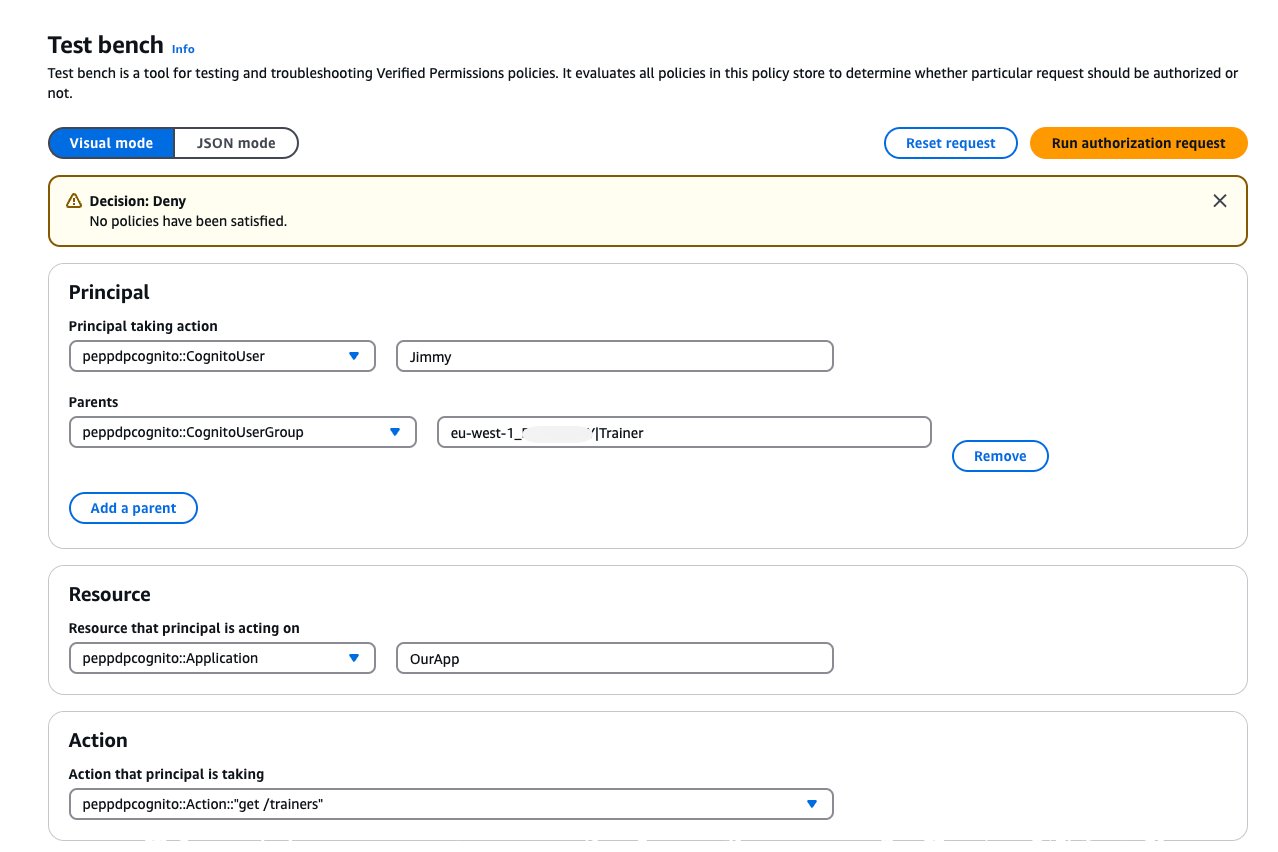 Test bench Info
Test bench is a tool for testing and troubleshooting Verified Permissions policies. It evaluates all policies in this policy store to determine whether particular request should be authorized or
not.
Visual mode JSON mode Reset request Run authorization request
Decision: Deny
No policies have been satisfied.
Principal
Principal taking action
peppdpcognito::CognitoUser Jimmy
Parents
peppdpcognito::CognitoUserGroup eu-west-1_ |Trainer
Remove
Add a parent
Resource
Resource that principal is acting on
peppdpcognito::Application OurApp
Action
Action that principal is taking
peppdpcognito::Action::"get /trainers"